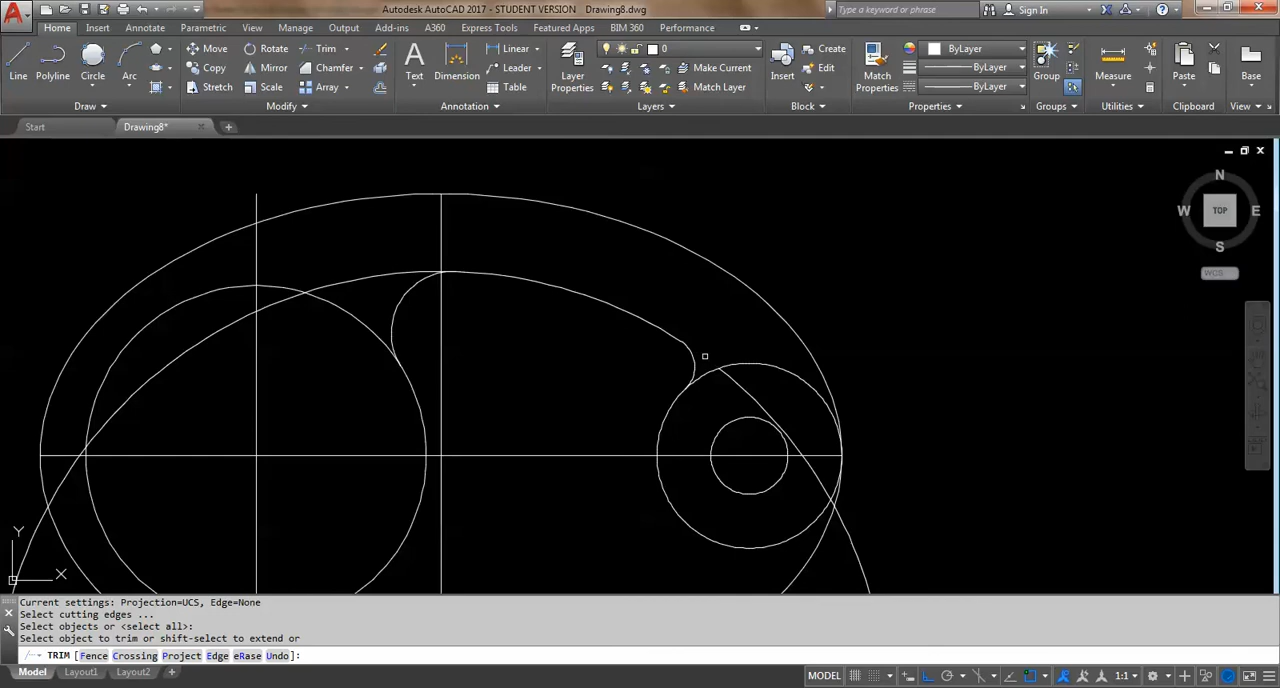 Autodesk AutoCAD 2017 - STUDENT VERSION Drawing8.dwg
Type a keyword or phrase
Sign In
Home Insert Annotate Parametric View Manage Output Add-ins A360 Express Tools Featured Apps BIM 360 Performance
Line Polyline Circle Arc
Move Rotate Trim
Copy Mirror Chamfer
Stretch Scale Array
Text Dimension
Linear
Leader
Table
Layer Properties
0
Make Current
Match Layer
Insert
Create
Edit
Match Properties
ByLayer
ByLayer
ByLayer
Group
Measure
Paste
Base
Draw Modify Annotation Layers Block Properties Groups Utilities Clipboard View
Start Drawing8*
N
W TOP E
S
WCS
Y
X
Current settings: Projection=UCS, Edge=None
Select cutting edges ...
Select objects or <select all>:
Select object to trim or shift-select to extend or
TRIM [Fence Crossing Project Edge eRase Undo]:
Model Layout1 Layout2 +
MODEL 1:1